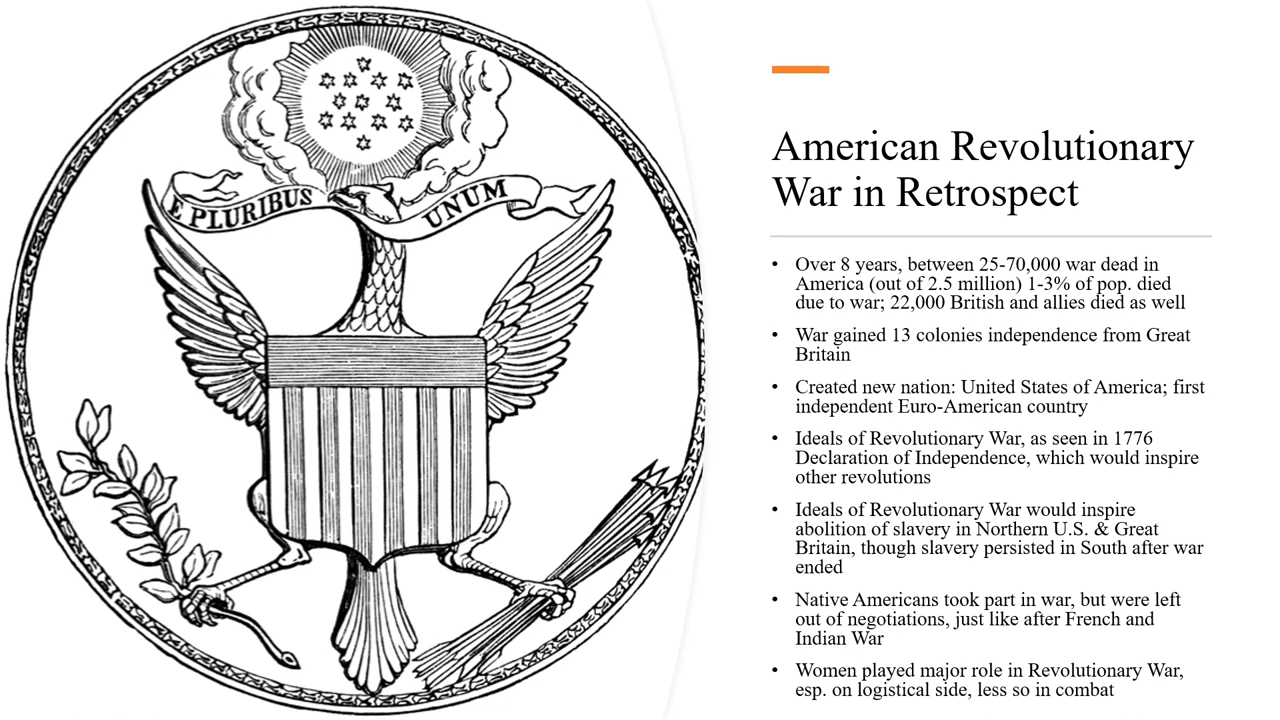 E PLURIBUS UNUM
American Revolutionary
War in Retrospect
• Over 8 years, between 25-70,000 war dead in
America (out of 2.5 million) 1-3% of pop. died
due to war; 22,000 British and allies died as well
• War gained 13 colonies independence from Great
Britain
• Created new nation: United States of America; first
independent Euro-American country
• Ideals of Revolutionary War, as seen in 1776
Declaration of Independence, which would inspire
other revolutions
• Ideals of Revolutionary War would inspire
abolition of slavery in Northern U.S. & Great
Britain, though slavery persisted in South after war
ended
• Native Americans took part in war, but were left
out of negotiations, just like after French and
Indian War
• Women played major role in Revolutionary War,
esp. on logistical side, less so in combat